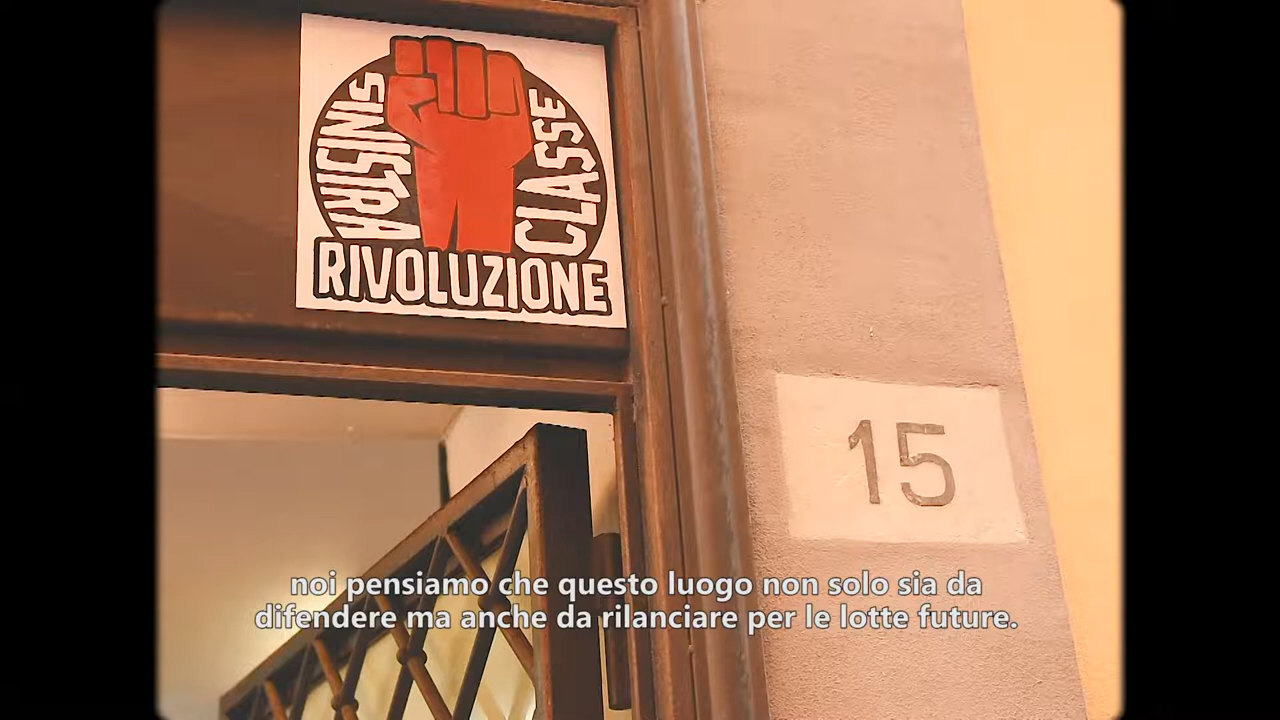 SINISTRA
CLASSE
RIVOLUZIONE
15
noi pensiamo che questo luogo non solo sia da
difendere ma anche da rilanciare per le lotte future.